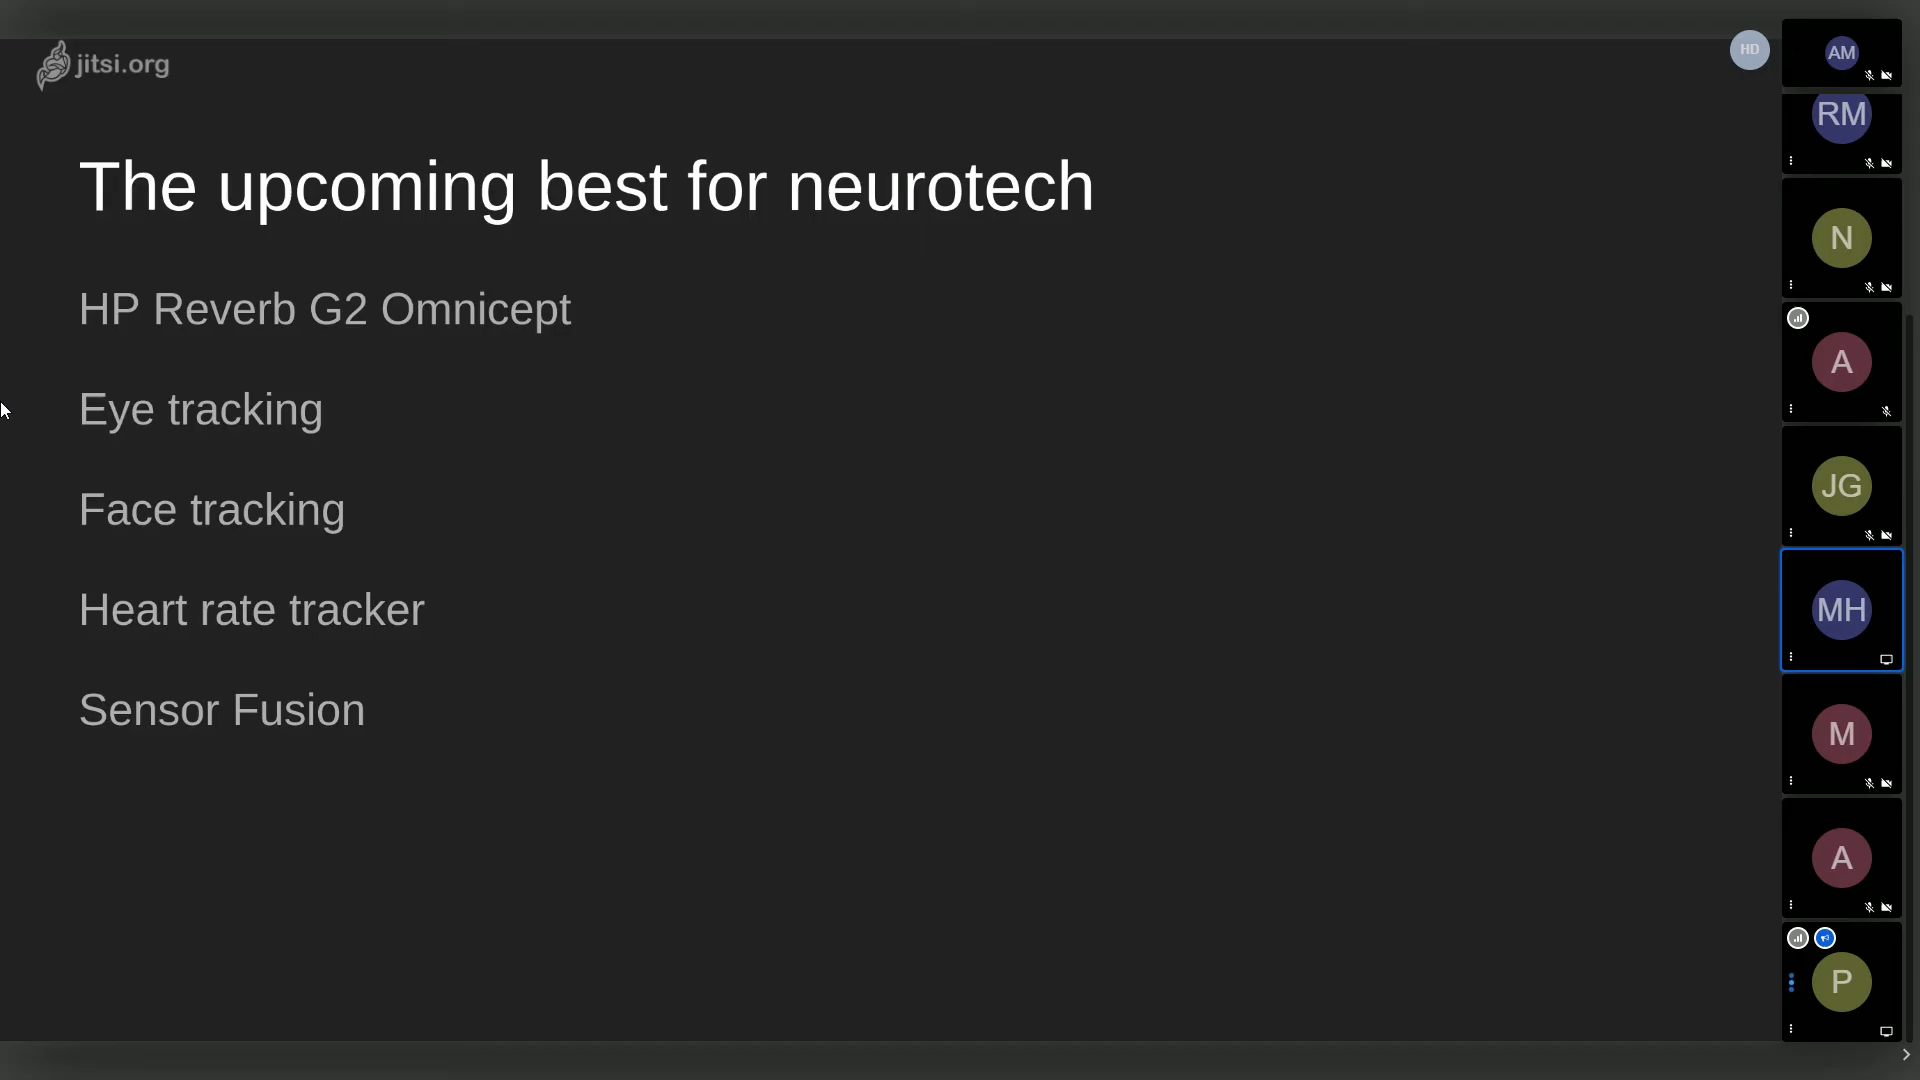 jitsi.org
HD
AM
The upcoming best for neurotech
HP Reverb G2 Omnicept
Eye tracking
Face tracking
Heart rate tracker
Sensor Fusion
RM
N
A
JG
MH
M
A
P